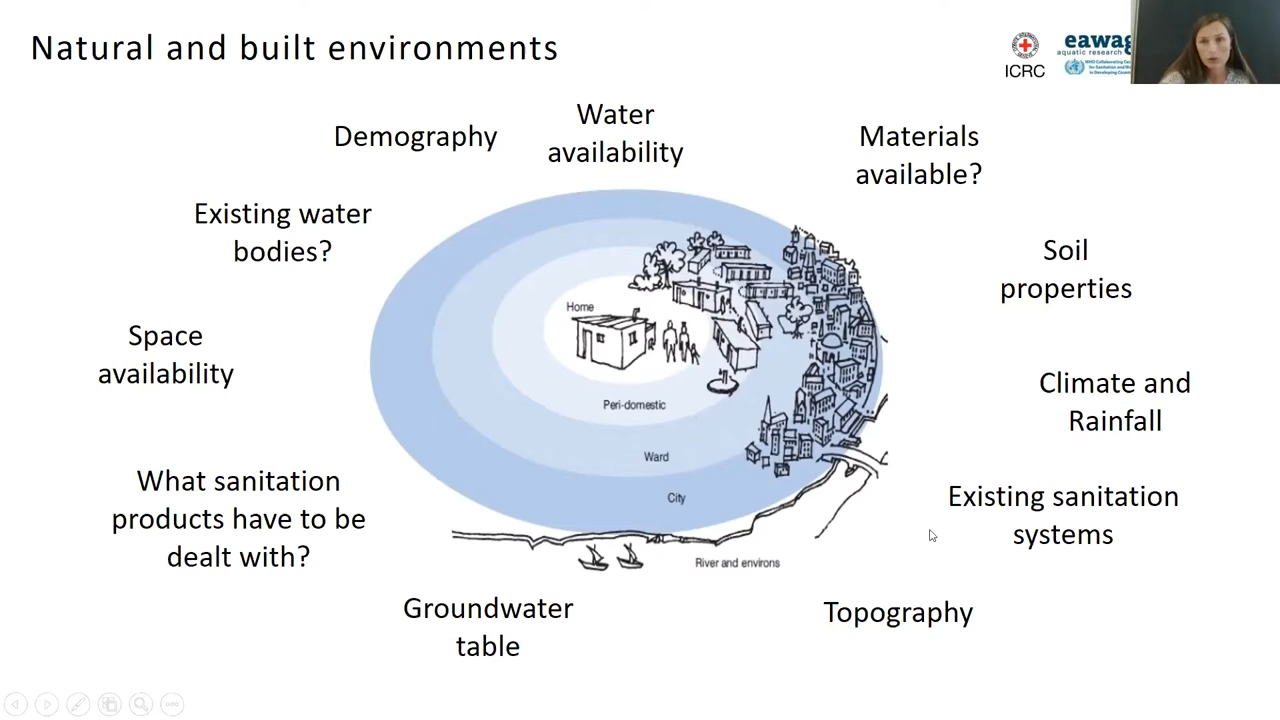 Natural and built environments
ICRC
eawag
aquatic research
Demography
Water
availability
Materials
available?
Existing water
bodies?
Soil
properties
Space
availability
Climate and
Rainfall
What sanitation
products have to be
dealt with?
Existing sanitation
systems
Groundwater
table
Topography
Home
Peri-domestic
Ward
City
River and environs